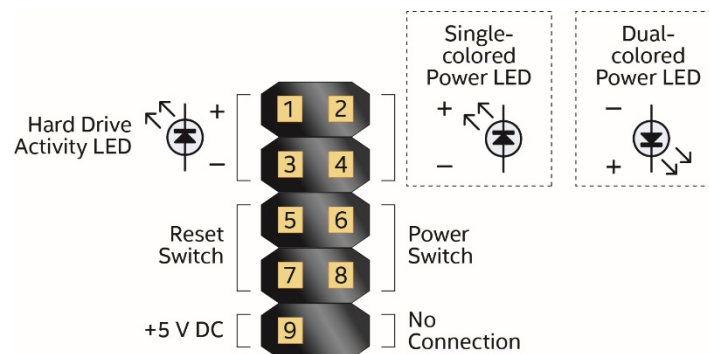 Single-
colored
Power LED
Dual-
colored
Power LED
Hard Drive
Activity LED
+
−
1 2
3 4
+
−
−
+
Reset
Switch
5 6
7 8
Power
Switch
+5 V DC
9
No
Connection